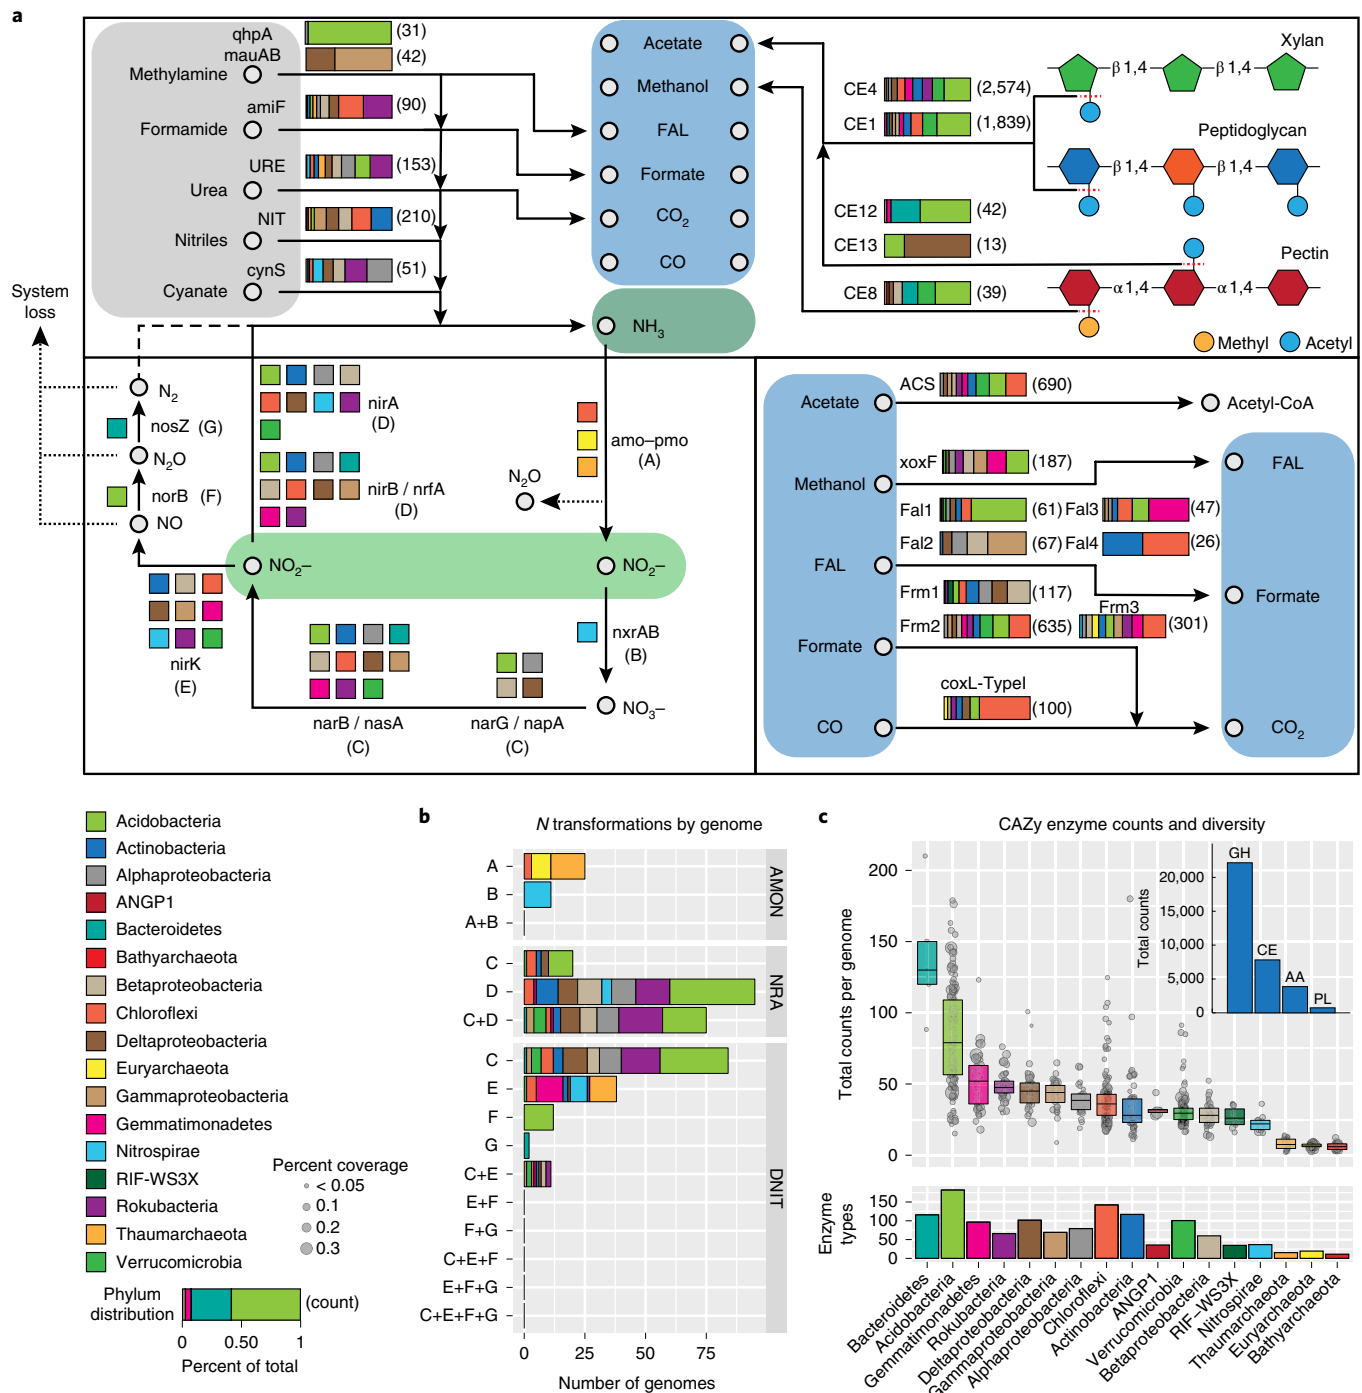 a
qhpA
(31)
mauAB
(42)
Methylamine
amiF
(90)
Formamide
URE
(153)
Urea
NIT
(210)
Nitriles
cynS
(51)
Cyanate
Acetate
Methanol
FAL
Formate
CO2
CO
NH3
CE4
(2,574)
CE1
(1,839)
CE12
(42)
CE13
(13)
CE8
(39)
Xylan
β 1,4
β 1,4
Peptidoglycan
β 1,4
β 1,4
Pectin
α 1,4
α 1,4
Methyl
Acetyl
System
loss
N2
nosZ (G)
N2O
norB (F)
NO
nirA
(D)
nirB / nrfA
(D)
amo–pmo
(A)
N2O
NO2–
NO2–
nirK
(E)
nxrAB
(B)
narB / nasA
(C)
narG / napA
(C)
NO3–
ACS
(690)
Acetate
Acetyl-CoA
xoxF
(187)
Methanol
FAL
Fal1
(61)
Fal3
(47)
Fal2
(67)
Fal4
(26)
FAL
Frm1
(117)
Formate
Frm3
Frm2
(635)
(301)
Formate
coxL-TypeI
(100)
CO
CO2
Acidobacteria
Actinobacteria
Alphaproteobacteria
ANGP1
Bacteroidetes
Bathyarchaeota
Betaproteobacteria
Chloroflexi
Deltaproteobacteria
Euryarchaeota
Gammaproteobacteria
Gemmatimonadetes
Nitrospirae
RIF-WS3X
Rokubacteria
Thaumarchaeota
Verrucomicrobia
Percent coverage
< 0.05
0.1
0.2
0.3
Phylum
distribution
(count)
0 0.50 1
Percent of total
b
N transformations by genome
A
B
A+B
AMON
C
D
C+D
NRA
C
E
F
G
C+E
E+F
F+G
C+E+F
E+F+G
C+E+F+G
DNIT
0 25 50 75
Number of genomes
c
CAZy enzyme counts and diversity
Total counts per genome
200
150
100
50
0
Total counts
20,000
15,000
10,000
5,000
0
GH
CE
AA
PL
Enzyme
types
150
100
50
0
Bacteroidetes
Acidobacteria
Gemmatimonadetes
Rokubacteria
Deltaproteobacteria
Gammaproteobacteria
Alphaproteobacteria
Chloroflexi
Actinobacteria
ANGP1
Verrucomicrobia
Betaproteobacteria
RIF–WS3X
Nitrospirae
Thaumarchaeota
Euryarchaeota
Bathyarchaeota